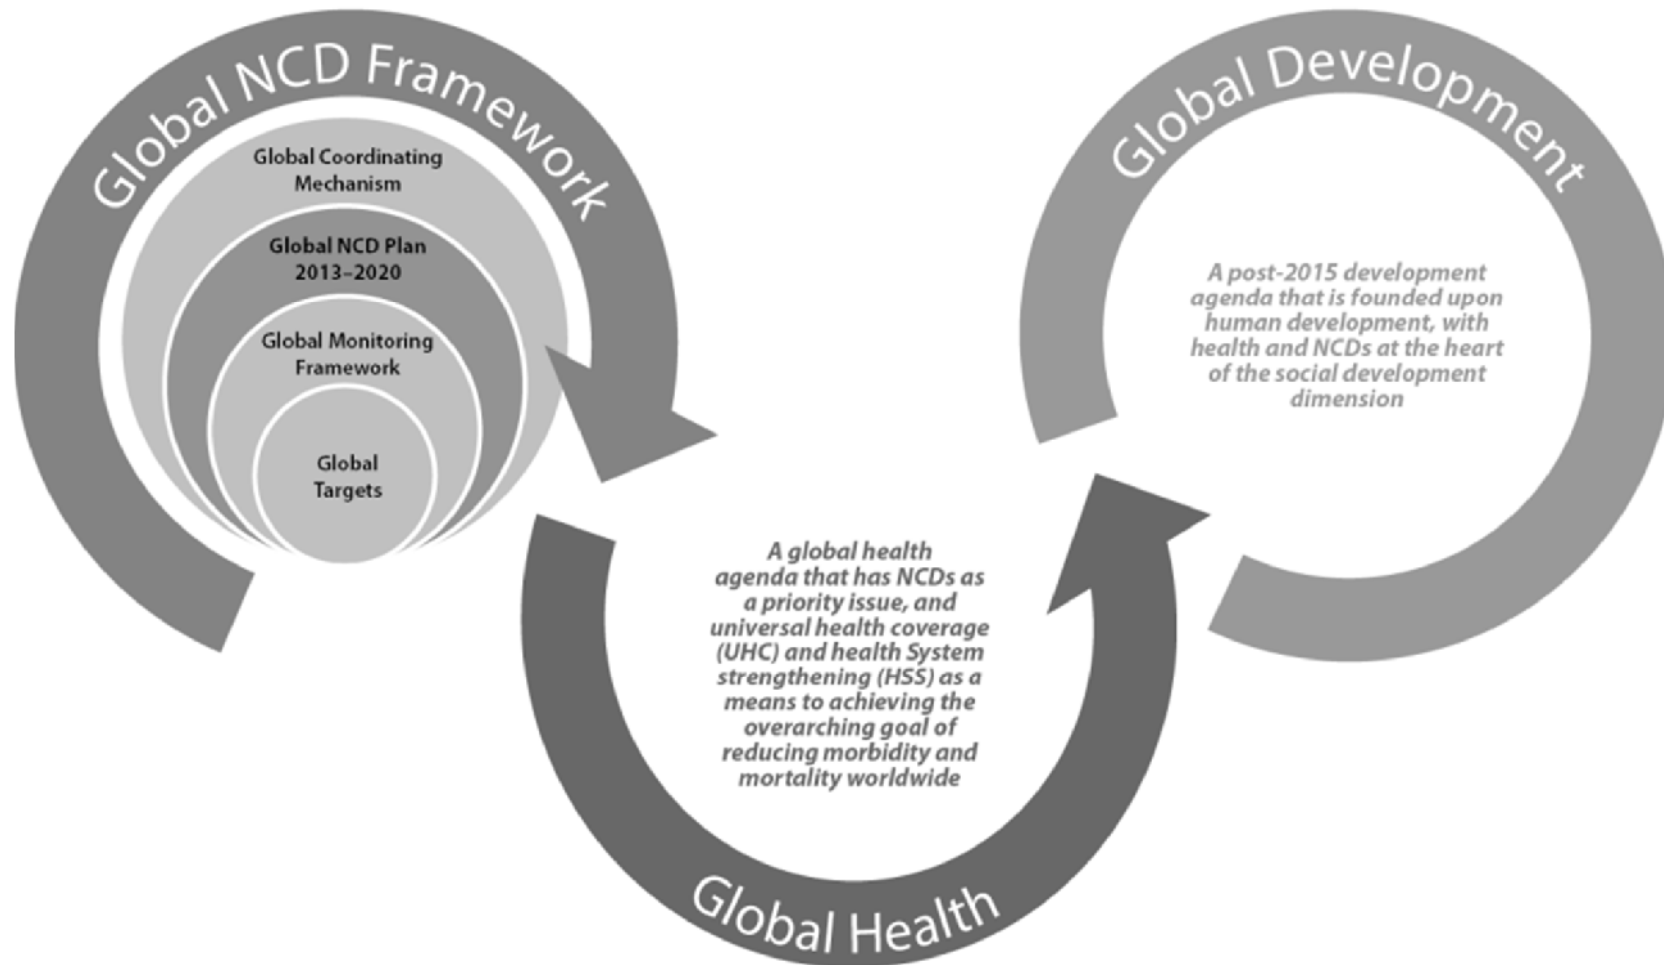 Global NCD Framework
Global Coordinating
Mechanism
Global NCD Plan
2013–2020
Global Monitoring
Framework
Global
Targets
A global health
agenda that has NCDs as
a priority issue, and
universal health coverage
(UHC) and health System
strengthening (HSS) as a
means to achieving the
overarching goal of
reducing morbidity and
mortality worldwide
Global Health
Global Development
A post-2015 development
agenda that is founded upon
human development, with
health and NCDs at the heart
of the social development
dimension